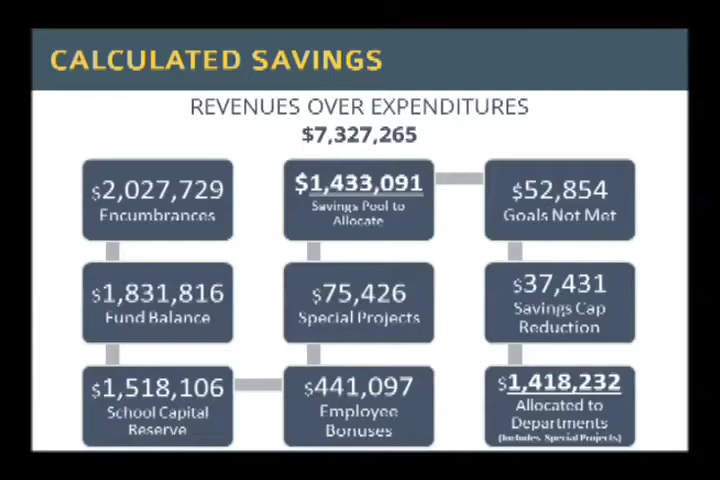 CALCULATED SAVINGS
REVENUES OVER EXPENDITURES
$7,327,265
$2,027,729
Encumbrances
$1,831,816
Fund Balance
$1,518,106
School Capital
Reserve
$441,097
Employee
Bonuses
$75,426
Special Projects
$1,433,091
Savings Pool to
Allocate
$52,854
Goals Not Met
$37,431
Savings Cap
Reduction
$1,418,232
Allocated to
Departments
(Includes Special Projects)